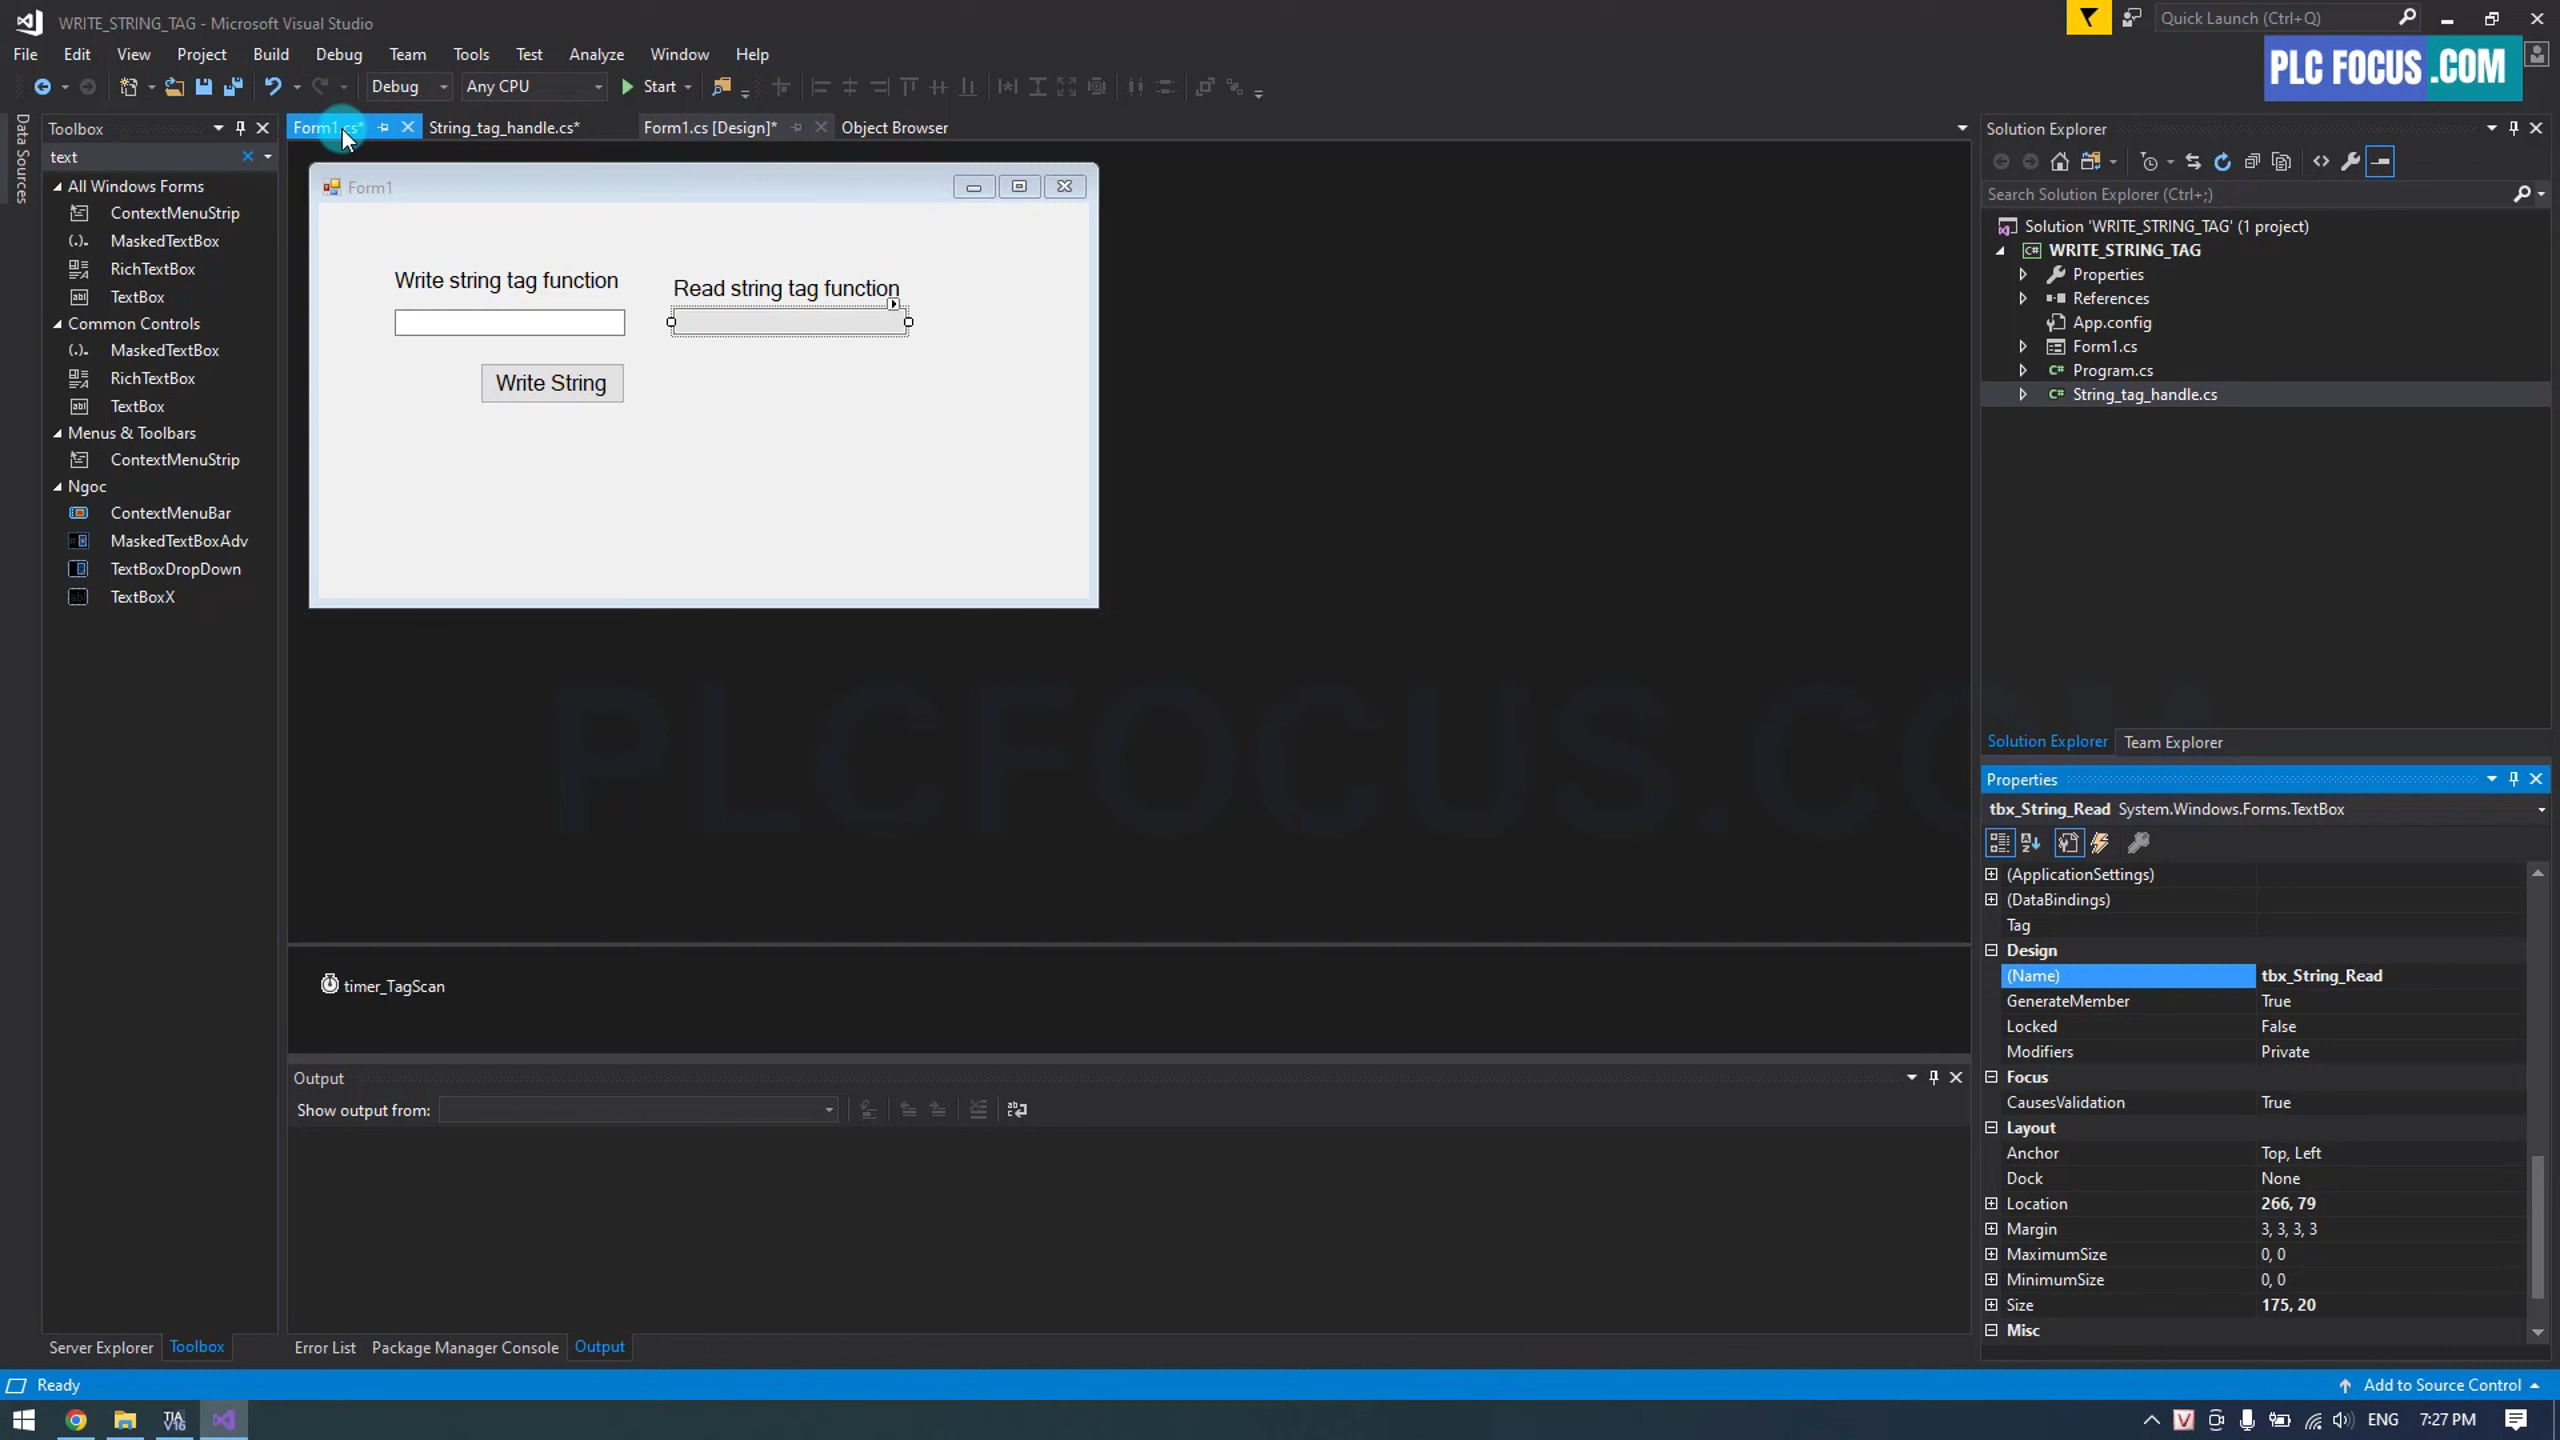 WRITE_STRING_TAG - Microsoft Visual Studio
Quick Launch (Ctrl+Q)
File Edit View Project Build Debug Team Tools Test Analyze Window Help
PLC FOCUS .COM
Debug Any CPU Start
Data Sources
Toolbox
text
All Windows Forms
ContextMenuStrip
MaskedTextBox
RichTextBox
TextBox
Common Controls
MaskedTextBox
RichTextBox
TextBox
Menus & Toolbars
ContextMenuStrip
Ngoc
ContextMenuBar
MaskedTextBoxAdv
TextBoxDropDown
TextBoxX
Server Explorer Toolbox
Form1.cs* String_tag_handle.cs* Form1.cs [Design]* Object Browser
Form1
Write string tag function
Read string tag function
Write String
PLCFOCUS.COM
timer_TagScan
Output
Show output from:
Error List Package Manager Console Output
Solution Explorer
Search Solution Explorer (Ctrl+;)
Solution 'WRITE_STRING_TAG' (1 project)
WRITE_STRING_TAG
Properties
References
App.config
Form1.cs
Program.cs
String_tag_handle.cs
Solution Explorer Team Explorer
Properties
tbx_String_Read System.Windows.Forms.TextBox
(ApplicationSettings)
(DataBindings)
Tag
Design
(Name) tbx_String_Read
GenerateMember True
Locked False
Modifiers Private
Focus
CausesValidation True
Layout
Anchor Top, Left
Dock None
Location 266, 79
Margin 3, 3, 3, 3
MaximumSize 0, 0
MinimumSize 0, 0
Size 175, 20
Misc
Ready
Add to Source Control
TIA V16
ENG 7:27 PM